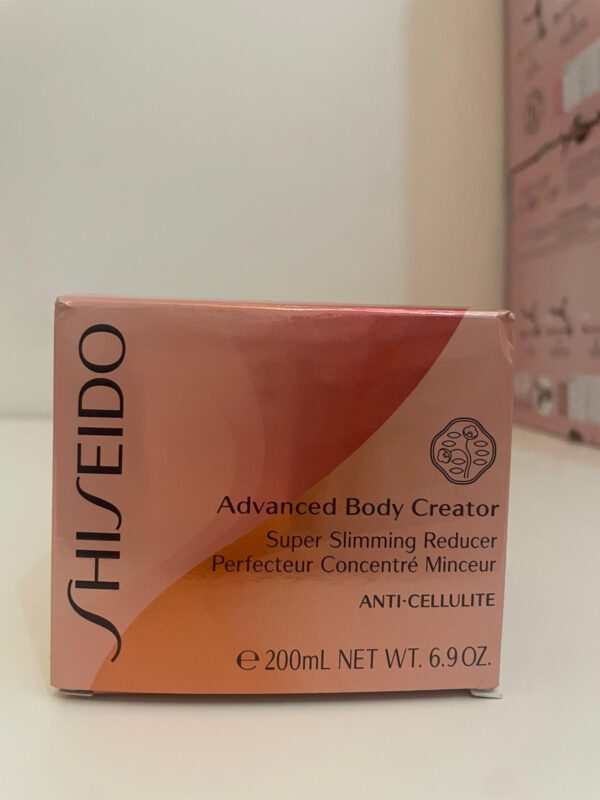 SHISEIDO
Advanced Body Creator
Super Slimming Reducer
Perfecteur Concentré Minceur
ANTI-CELLULITE
℮ 200mL NET WT. 6.9 OZ.